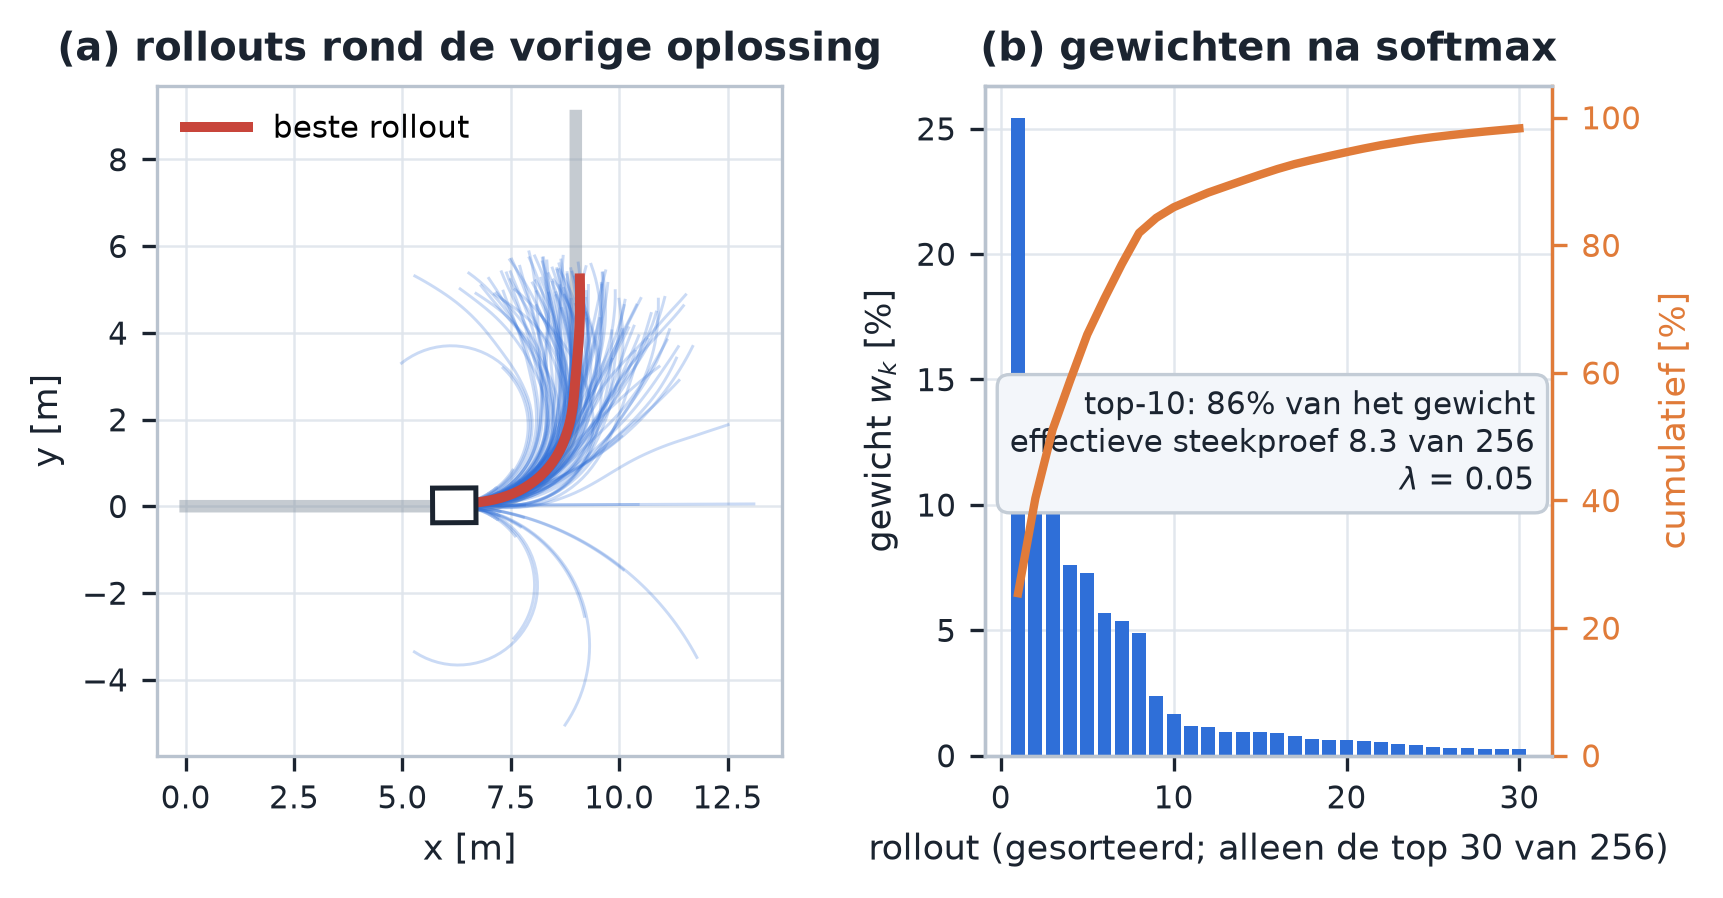 (a) rollouts rond de vorige oplossing
beste rollout
8
6
4
2
0
−2
−4
y [m]
0.0 2.5 5.0 7.5 10.0 12.5
x [m]
(b) gewichten na softmax
25
20
15
10
5
0
gewicht wₖ [%]
top-10: 86% van het gewicht
effectieve steekproef 8.3 van 256
λ = 0.05
100
80
60
40
20
0
cumulatief [%]
0 10 20 30
rollout (gesorteerd; alleen de top 30 van 256)